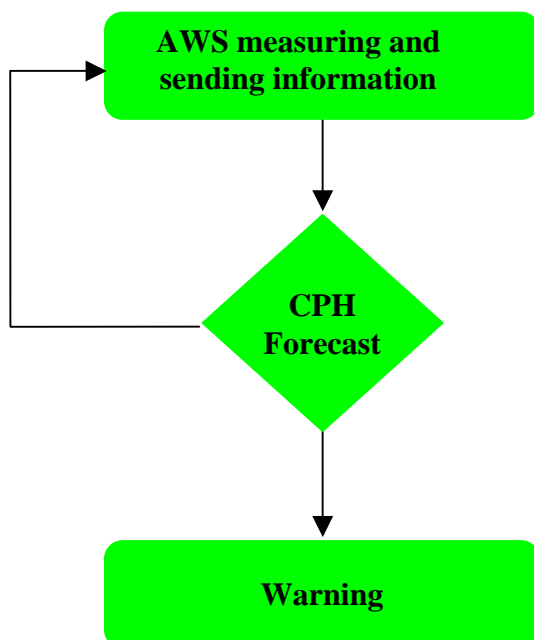 AWS measuring and
sending information
CPH
Forecast
Warning